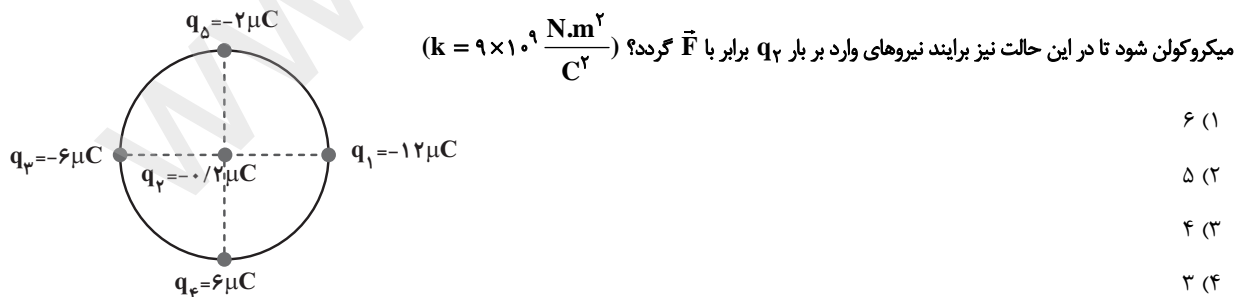 میکروکولن شود تا در این حالت نیز برایند نیروهای وارد بر بار q₂ برابر با F⃗ گردد؟ (k = ۹×۱۰⁹ N.m²/C²)
۱) ۶
۲) ۵
۳) ۴
۴) ۳
q₅=-۲μC
q₃=-۶μC
q₁=-۱۲μC
q₂=-۰/۲μC
q₄=۶μC